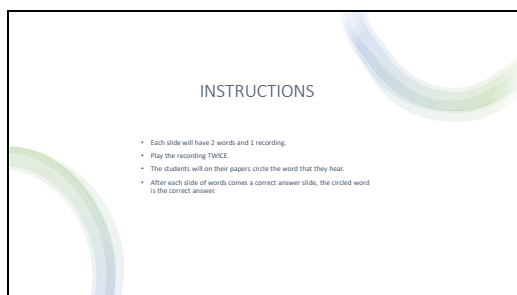 INSTRUCTIONS
• Each slide will have 2 words and 1 recording.
• Play the recording TWICE.
• The students will on their papers circle the word that they hear.
• After each slide of words comes a correct answer slide, the circled word
is the correct answer.